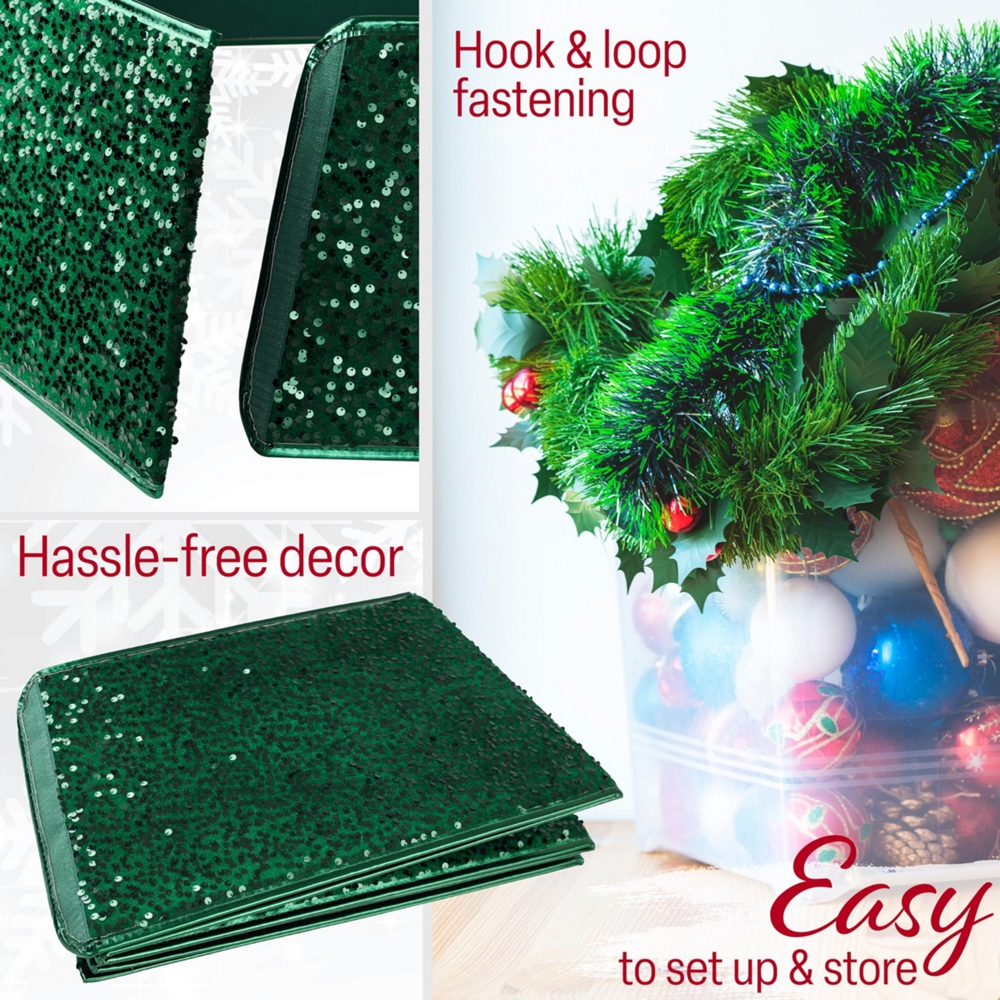 Hook & loop
fastening
Hassle-free decor
Easy
to set up & store